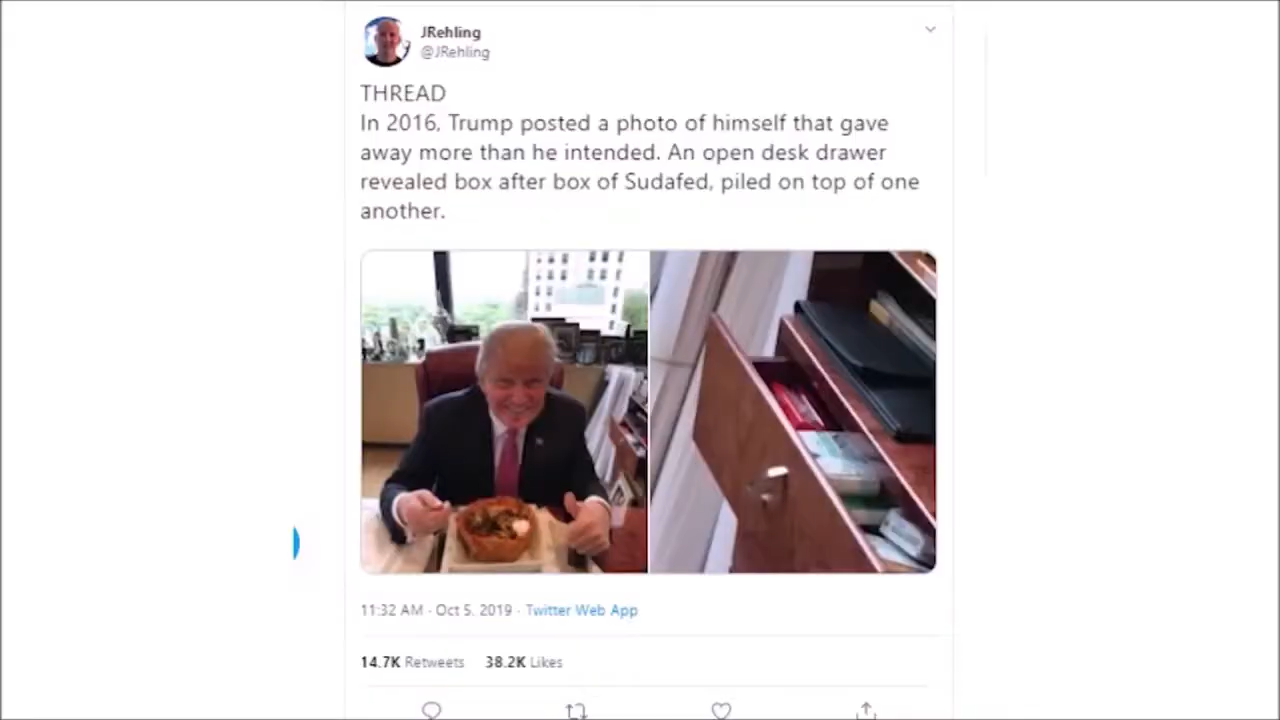 JRehling
@JRehling
THREAD
In 2016, Trump posted a photo of himself that gave
away more than he intended. An open desk drawer
revealed box after box of Sudafed, piled on top of one
another.
11:32 AM · Oct 5, 2019 · Twitter Web App
14.7K Retweets 38.2K Likes